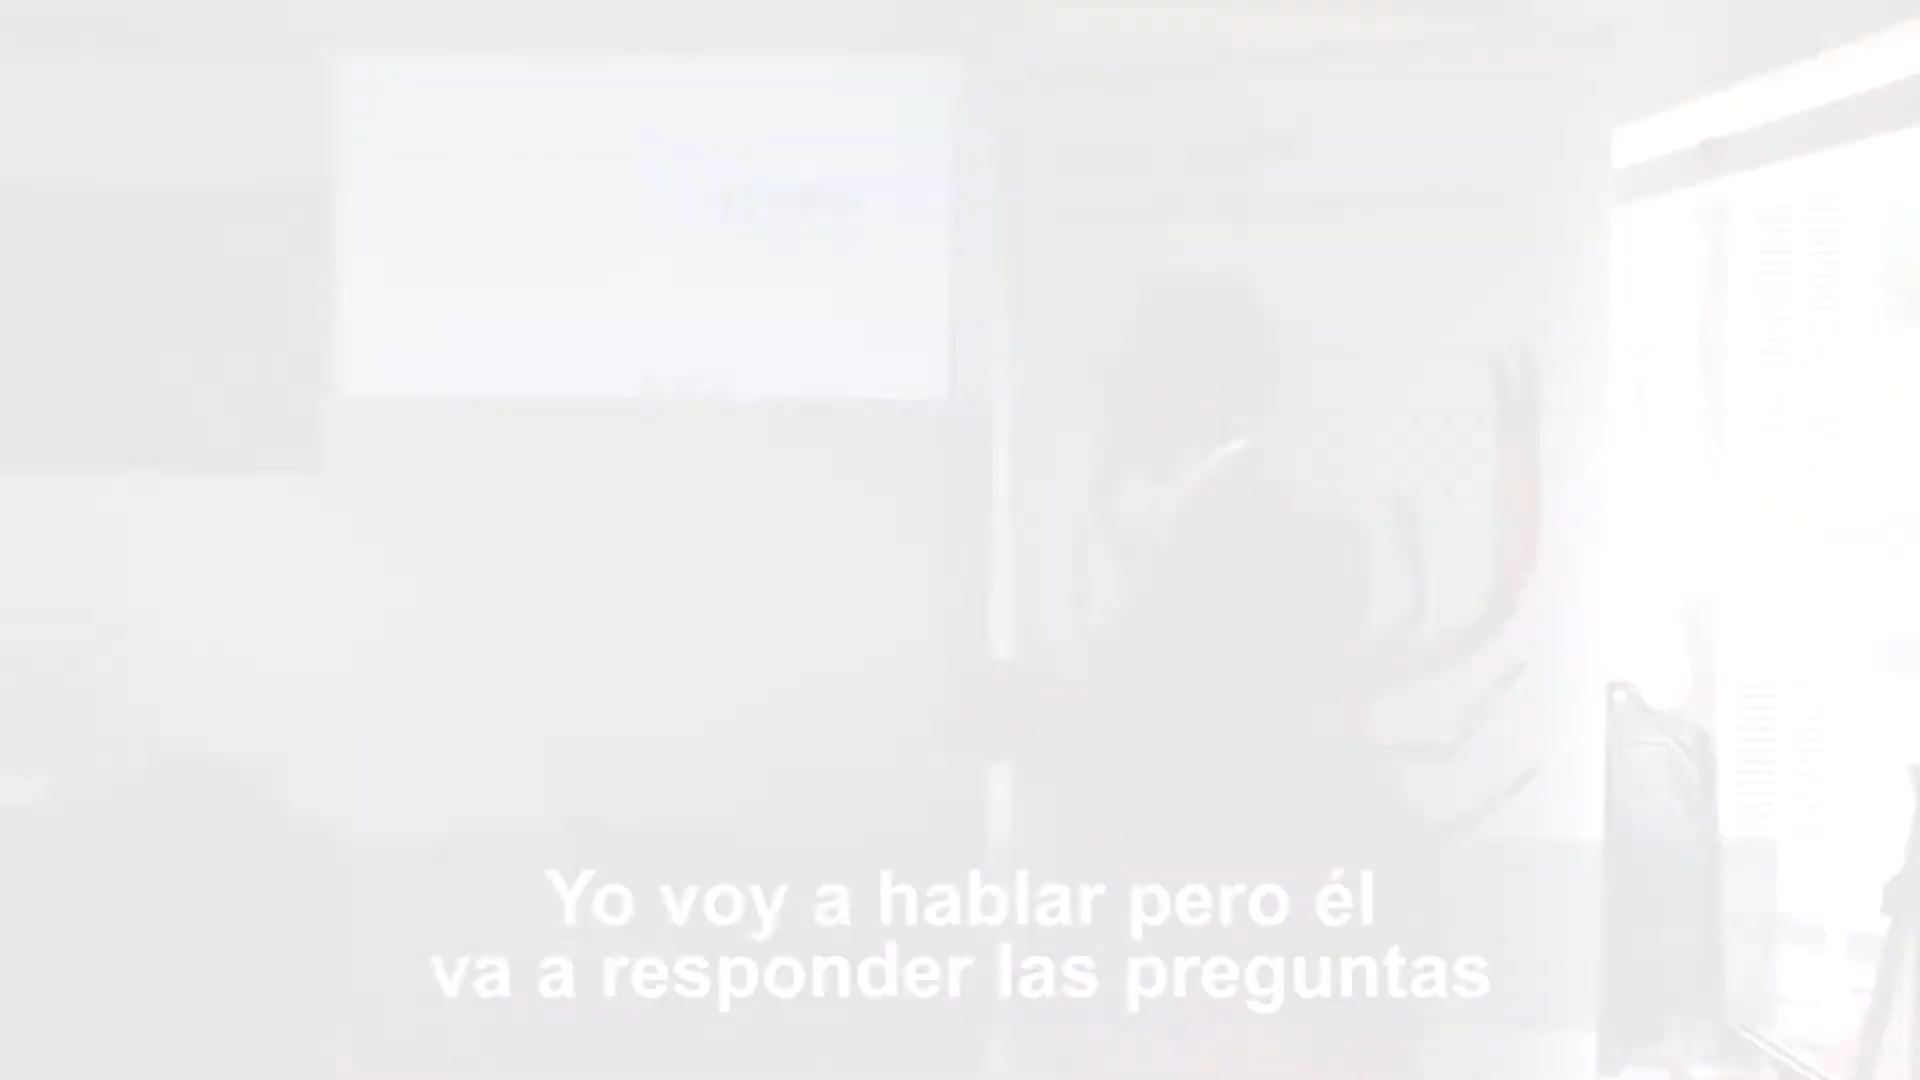 Yo voy a hablar pero él
va a responder las preguntas